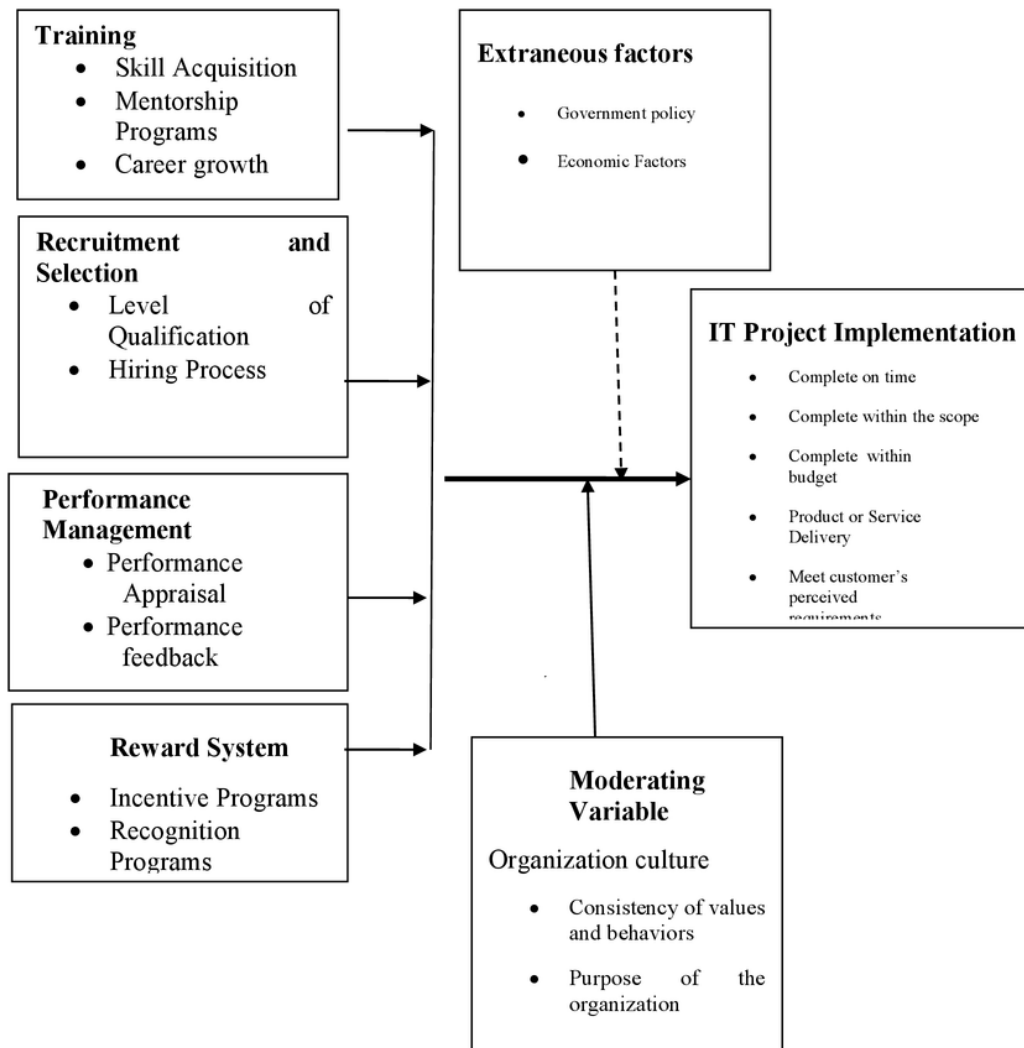 Training
• Skill Acquisition
• Mentorship
Programs
• Career growth
Recruitment and
Selection
• Level of
Qualification
• Hiring Process
Performance
Management
• Performance
Appraisal
• Performance
feedback
Reward System
• Incentive Programs
• Recognition
Programs
Extraneous factors
• Government policy
• Economic Factors
IT Project Implementation
• Complete on time
• Complete within the scope
• Complete within
budget
• Product or Service
Delivery
• Meet customer’s
perceived
requirements
Moderating
Variable
Organization culture
• Consistency of values
and behaviors
• Purpose of the
organization